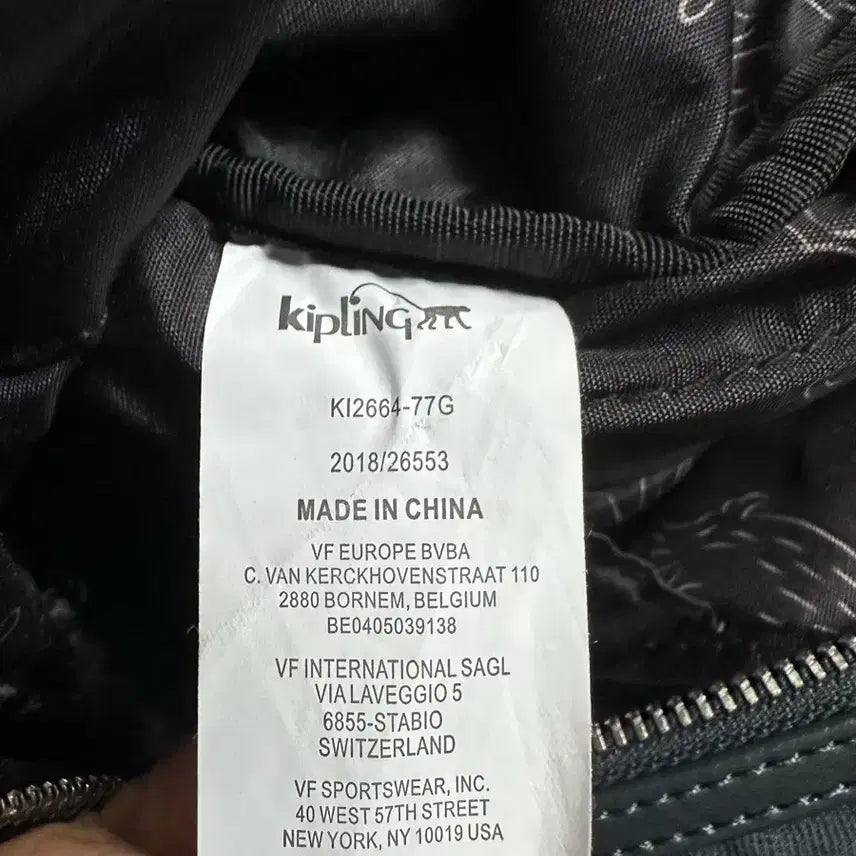 kipling
KI2664-77G
2018/26553
MADE IN CHINA
VF EUROPE BVBA
C. VAN KERCKHOVENSTRAAT 110
2880 BORNEM, BELGIUM
BE0405039138
VF INTERNATIONAL SAGL
VIA LAVEGGIO 5
6855-STABIO
SWITZERLAND
VF SPORTSWEAR, INC.
40 WEST 57TH STREET
NEW YORK, NY 10019 USA